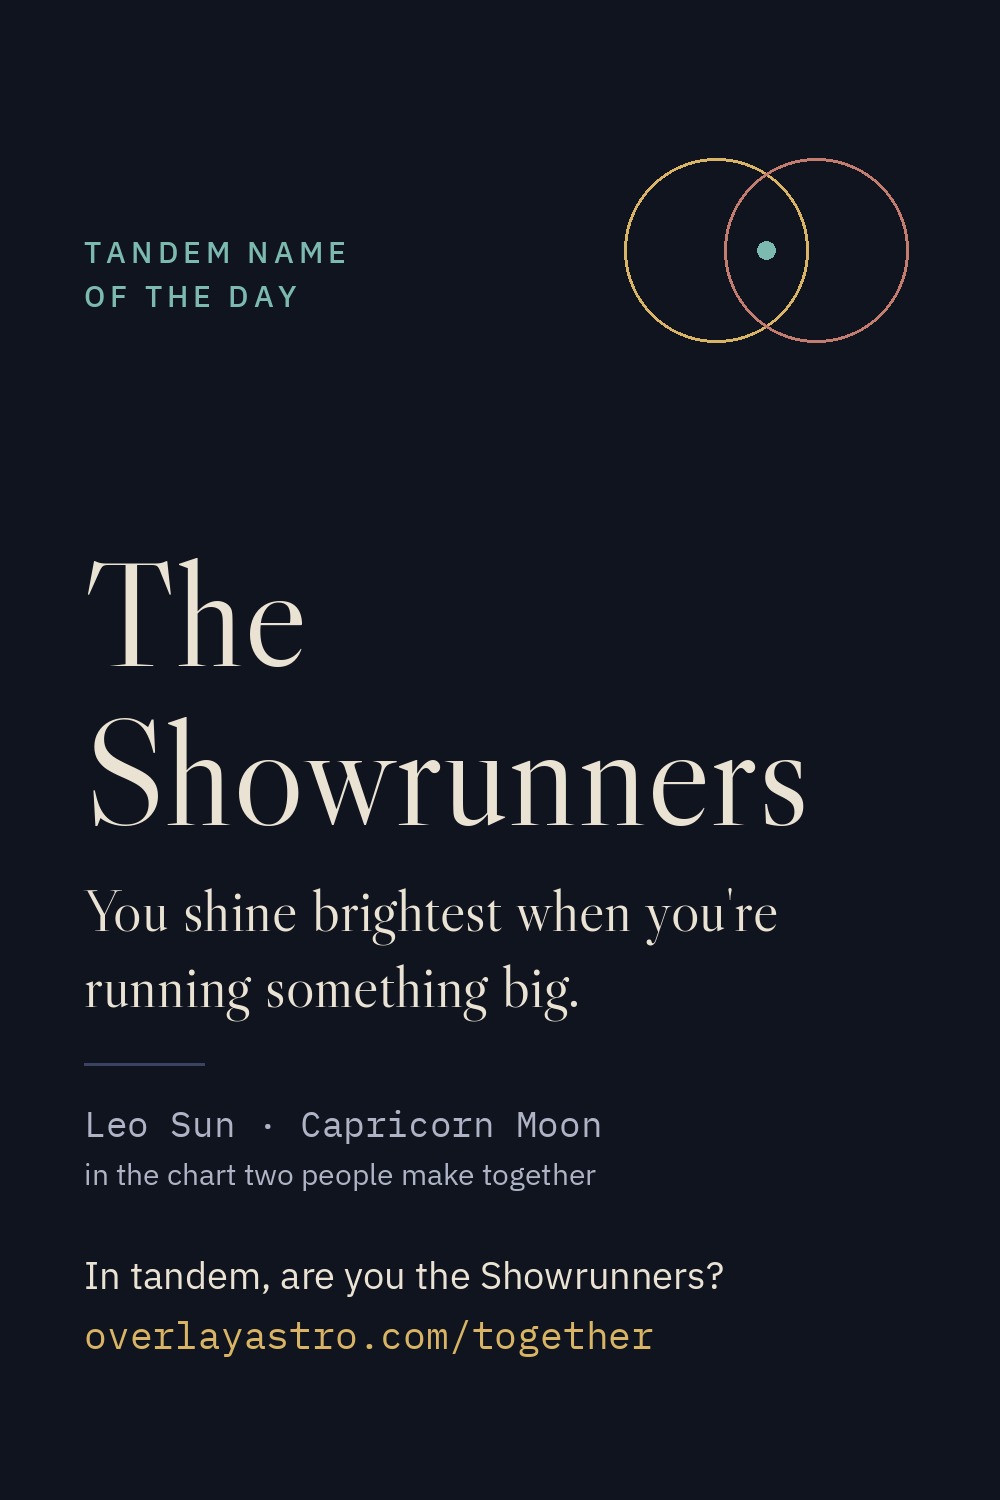 TANDEM NAME
OF THE DAY
The
Showrunners
You shine brightest when you're
running something big.
Leo Sun · Capricorn Moon
in the chart two people make together
In tandem, are you the Showrunners?
overlayastro.com/together